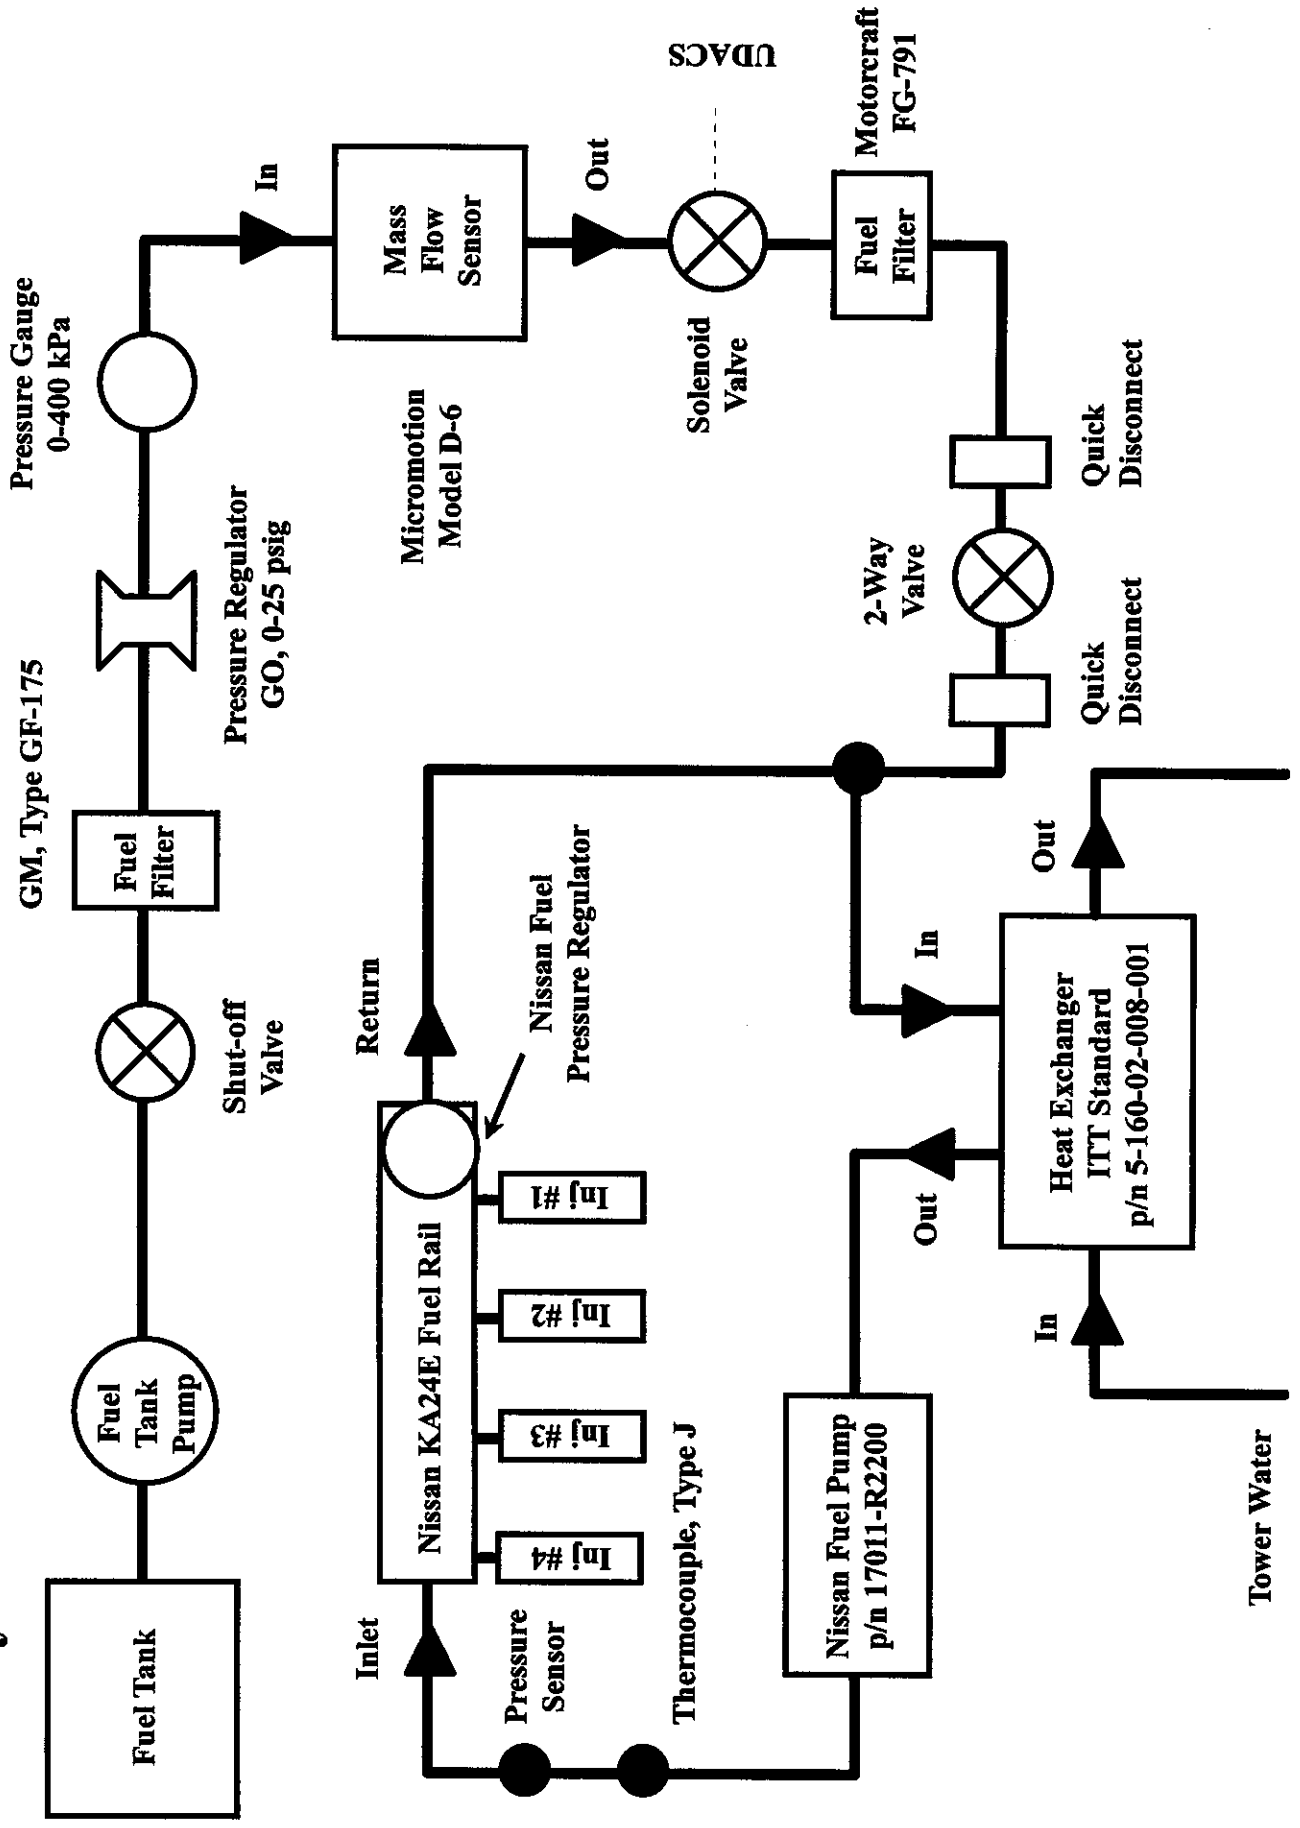 Fuel Tank
Fuel
Tank
Pump
Shut-off
Valve
GM, Type GF-175
Fuel
Filter
Pressure Regulator
GO, 0-25 psig
Pressure Gauge
0-400 kPa
In
Mass
Flow
Sensor
Micromotion
Model D-6
Out
Solenoid
Valve
UDACS
Fuel
Filter
Motorcraft
FG-791
Quick
Disconnect
2-Way
Valve
Quick
Disconnect
Return
Nissan Fuel
Pressure Regulator
Nissan KA24E Fuel Rail
Inj #1
Inj #2
Inj #3
Inj #4
Inlet
Pressure
Sensor
Thermocouple, Type J
Nissan Fuel Pump
p/n 17011-R2200
Out
In
Heat Exchanger
ITT Standard
p/n 5-160-02-008-001
In
Out
Tower Water